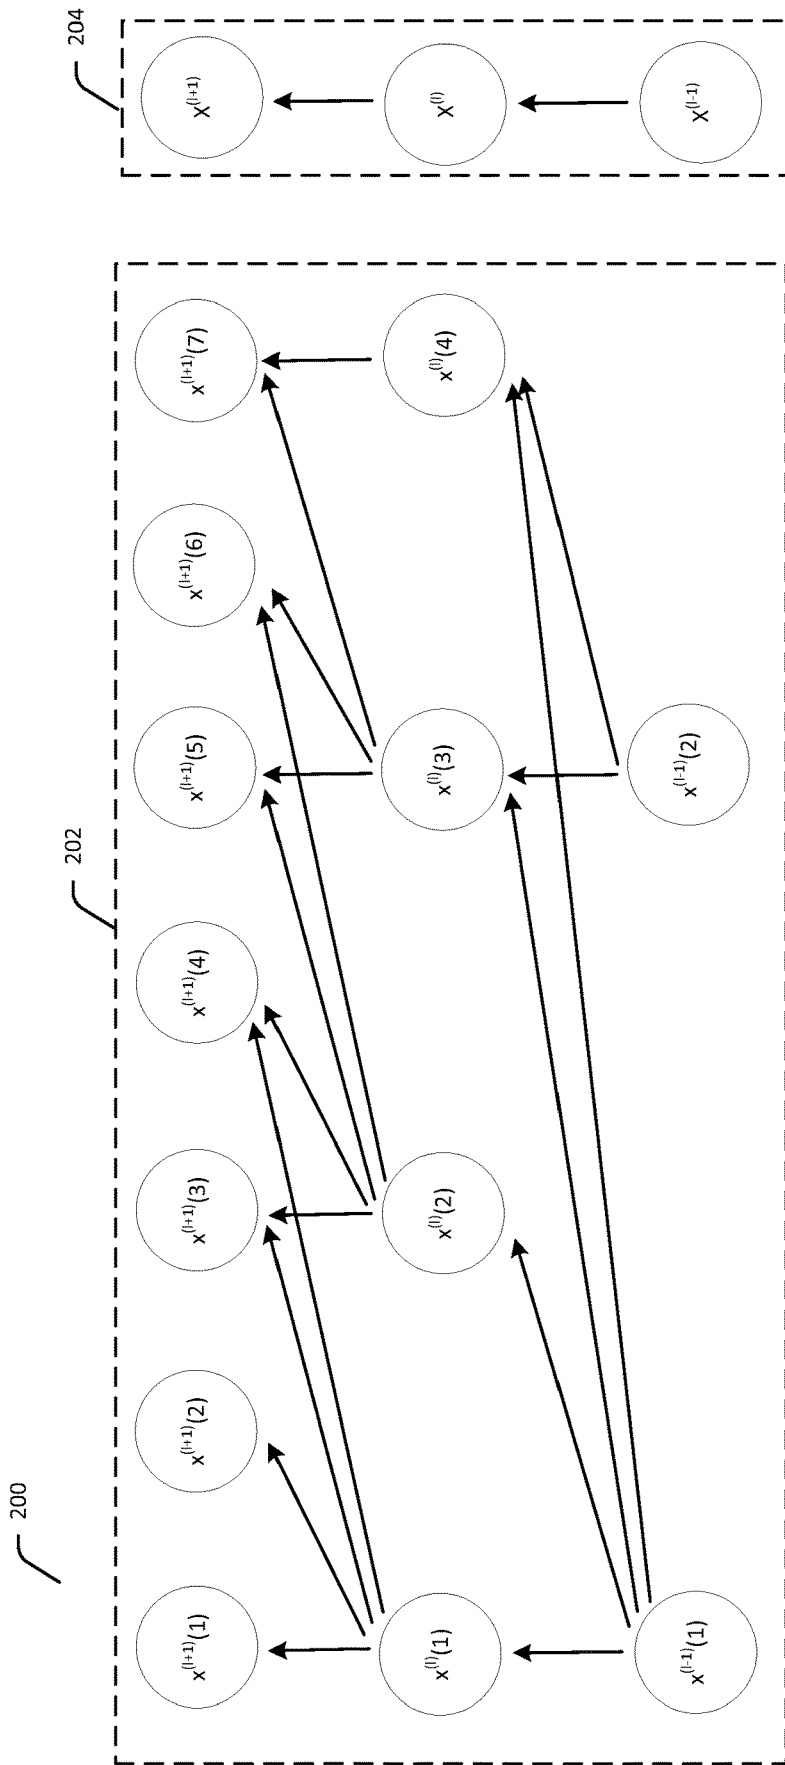 200
202
204
x^(l+1)(1)
x^(l+1)(2)
x^(l+1)(3)
x^(l+1)(4)
x^(l+1)(5)
x^(l+1)(6)
x^(l+1)(7)
X^(l+1)
x^(l)(1)
x^(l)(2)
x^(l)(3)
x^(l)(4)
X^(l)
x^(l-1)(1)
x^(l-1)(2)
X^(l-1)